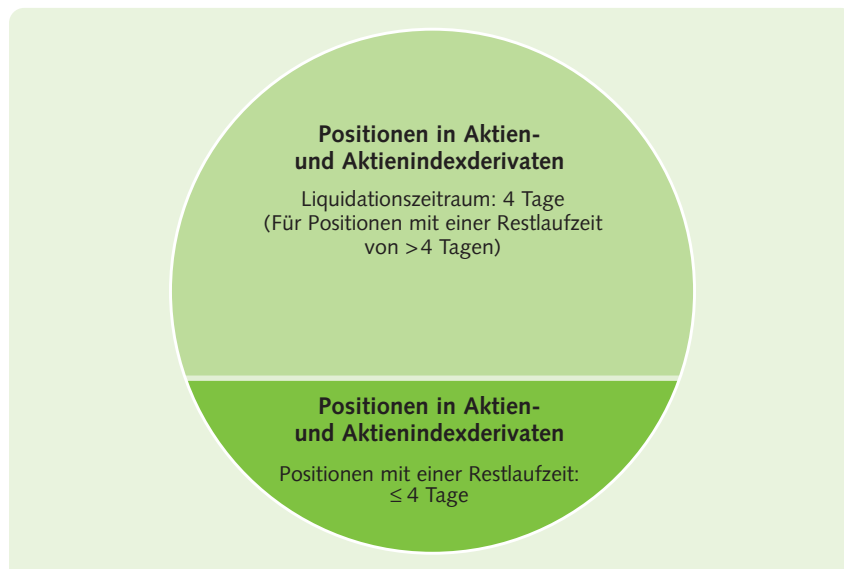 Positionen in Aktien-
und Aktienindexderivaten
Liquidationszeitraum: 4 Tage
(Für Positionen mit einer Restlaufzeit
von >4 Tagen)
Positionen in Aktien-
und Aktienindexderivaten
Positionen mit einer Restlaufzeit:
≤ 4 Tage